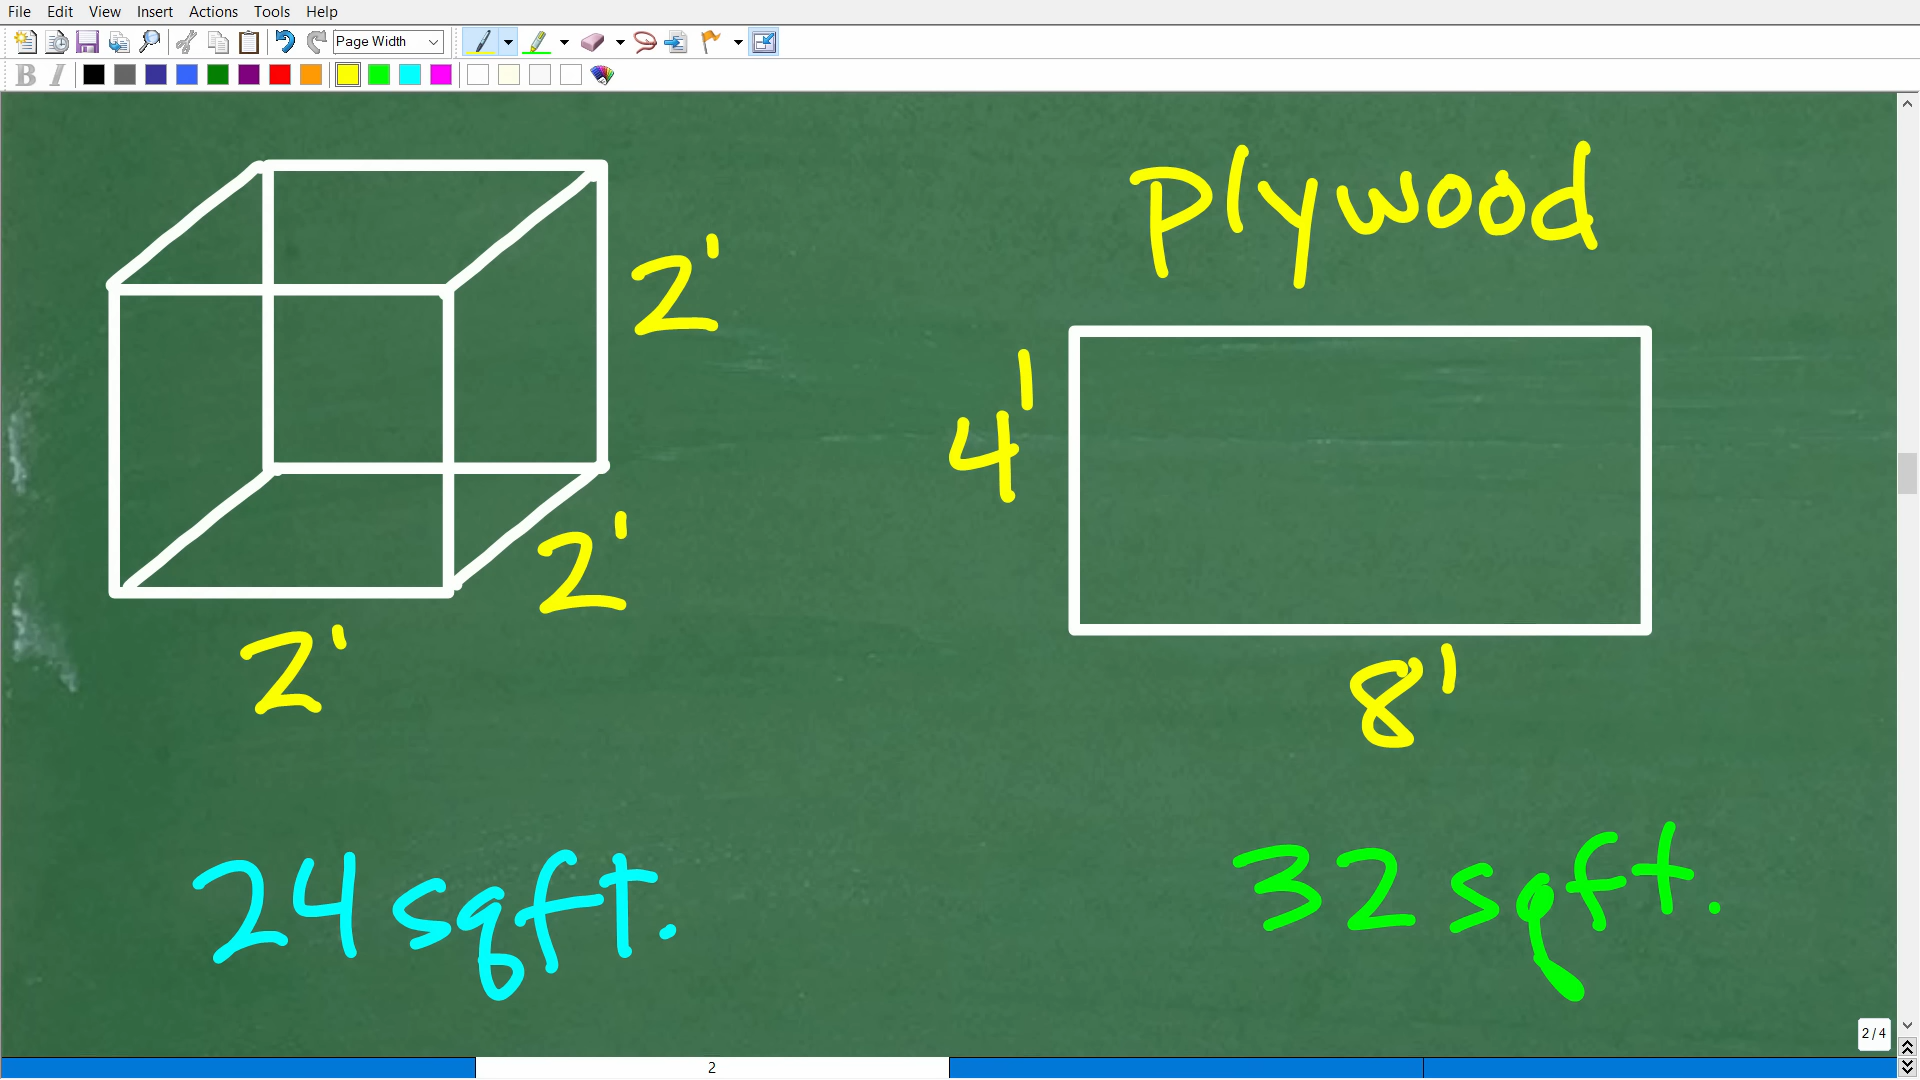 File Edit View Insert Actions Tools Help
Page Width
B I
plywood
2'
4'
2'
2'
8'
24 sqft.
32 sqft.
2 / 4
2